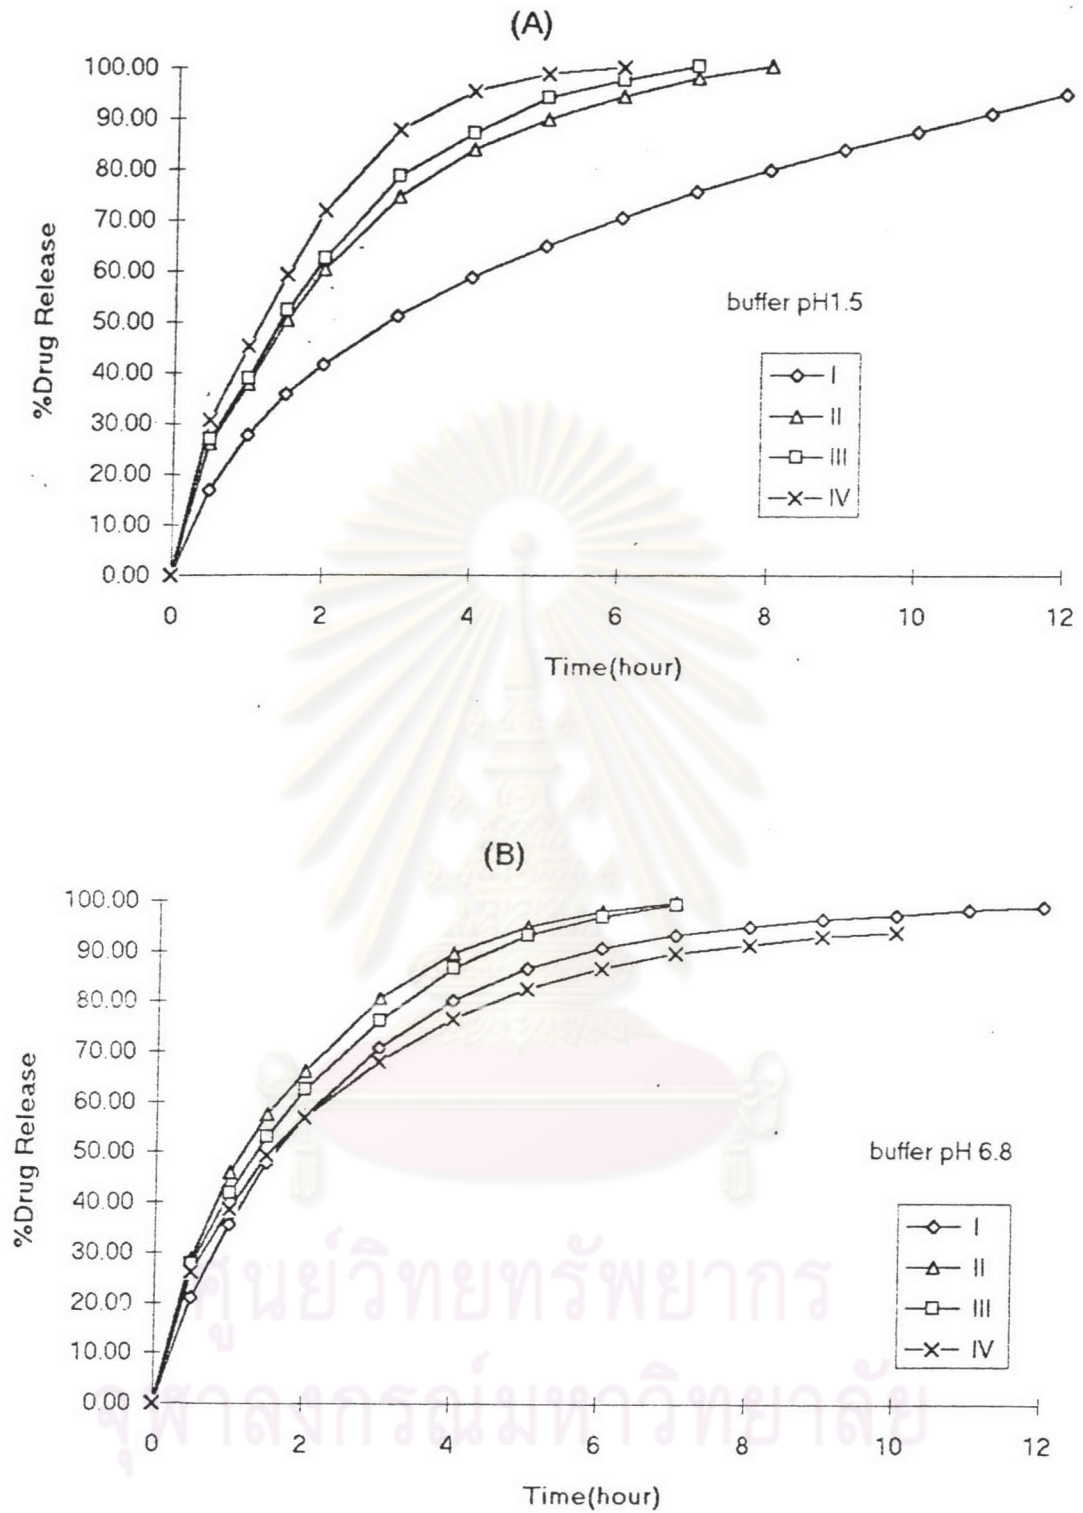 (A)
100.00
90.00
80.00
70.00
60.00
50.00
40.00
30.00
20.00
10.00
0.00
%Drug Release
0 2 4 6 8 10 12
Time(hour)
buffer pH1.5
I
II
III
IV
(B)
100.00
90.00
80.00
70.00
60.00
50.00
40.00
30.00
20.00
10.00
0.00
%Drug Release
0 2 4 6 8 10 12
Time(hour)
buffer pH 6.8
I
II
III
IV
ศูนย์วิทยทรัพยากร
จุฬาลงกรณ์มหาวิทยาลัย